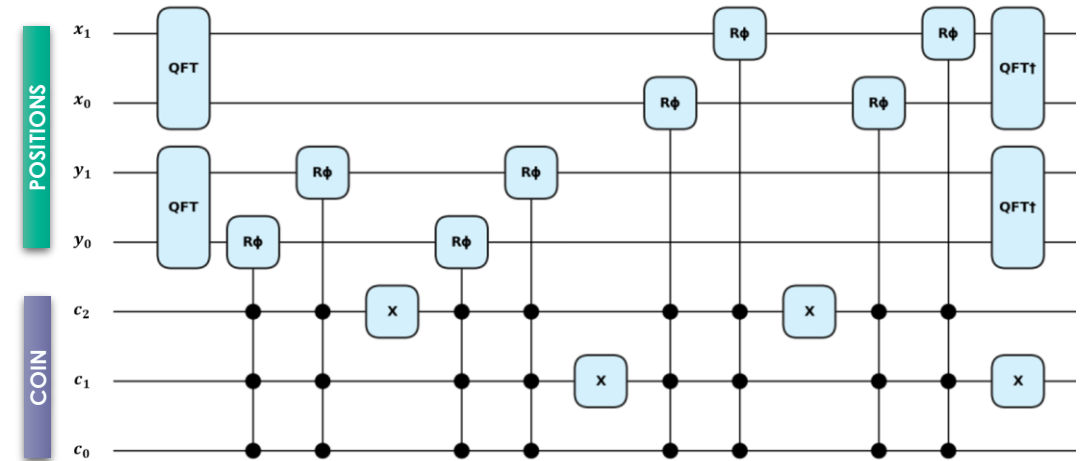 POSITIONS
COIN
x₁
x₀
y₁
y₀
c₂
c₁
c₀
QFT
QFT
Rϕ
Rϕ
X
Rϕ
Rϕ
X
Rϕ
Rϕ
X
Rϕ
Rϕ
QFT†
QFT†
X